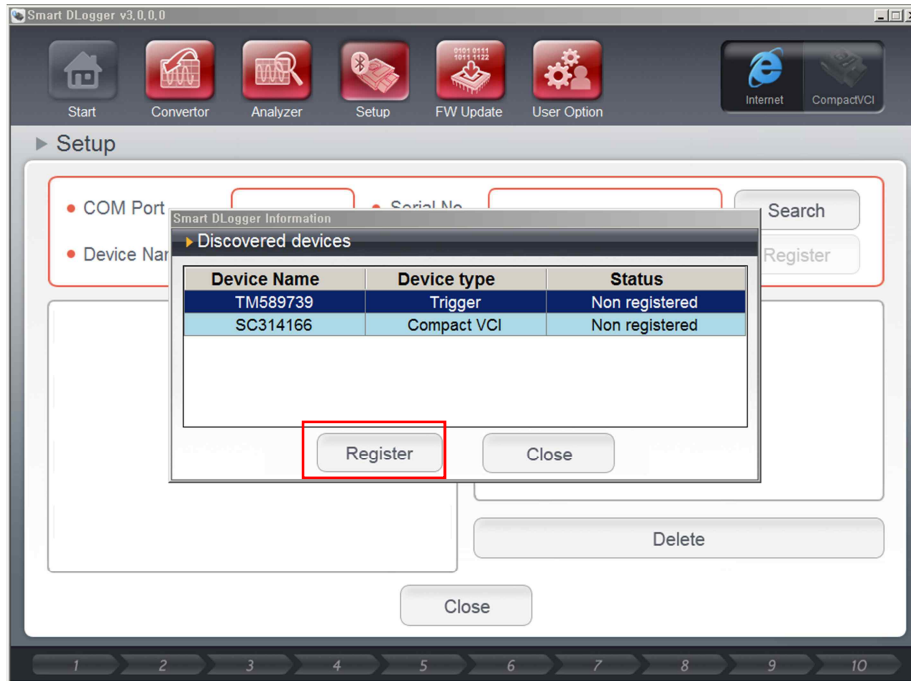 Smart DLogger v3,0,0,0
0101 0111
1011 1122
Start Convertor Analyzer Setup FW Update User Option Internet CompactVCI
Setup
COM Port Serial No Search
Smart DLogger Information
Discovered devices
Device Nar Register
Device Name Device type Status
TM589739 Trigger Non registered
SC314166 Compact VCI Non registered
Register Close
Delete
Close
1 2 3 4 5 6 7 8 9 10